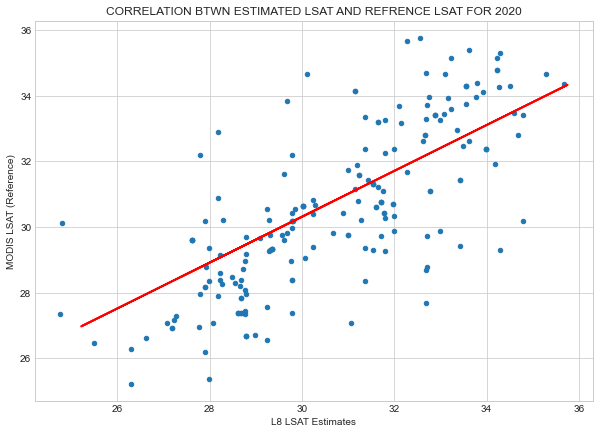 CORRELATION BTWN ESTIMATED LSAT AND REFRENCE LSAT FOR 2020
MODIS LSAT (Reference)
36
34
32
30
28
26
26 28 30 32 34 36
L8 LSAT Estimates